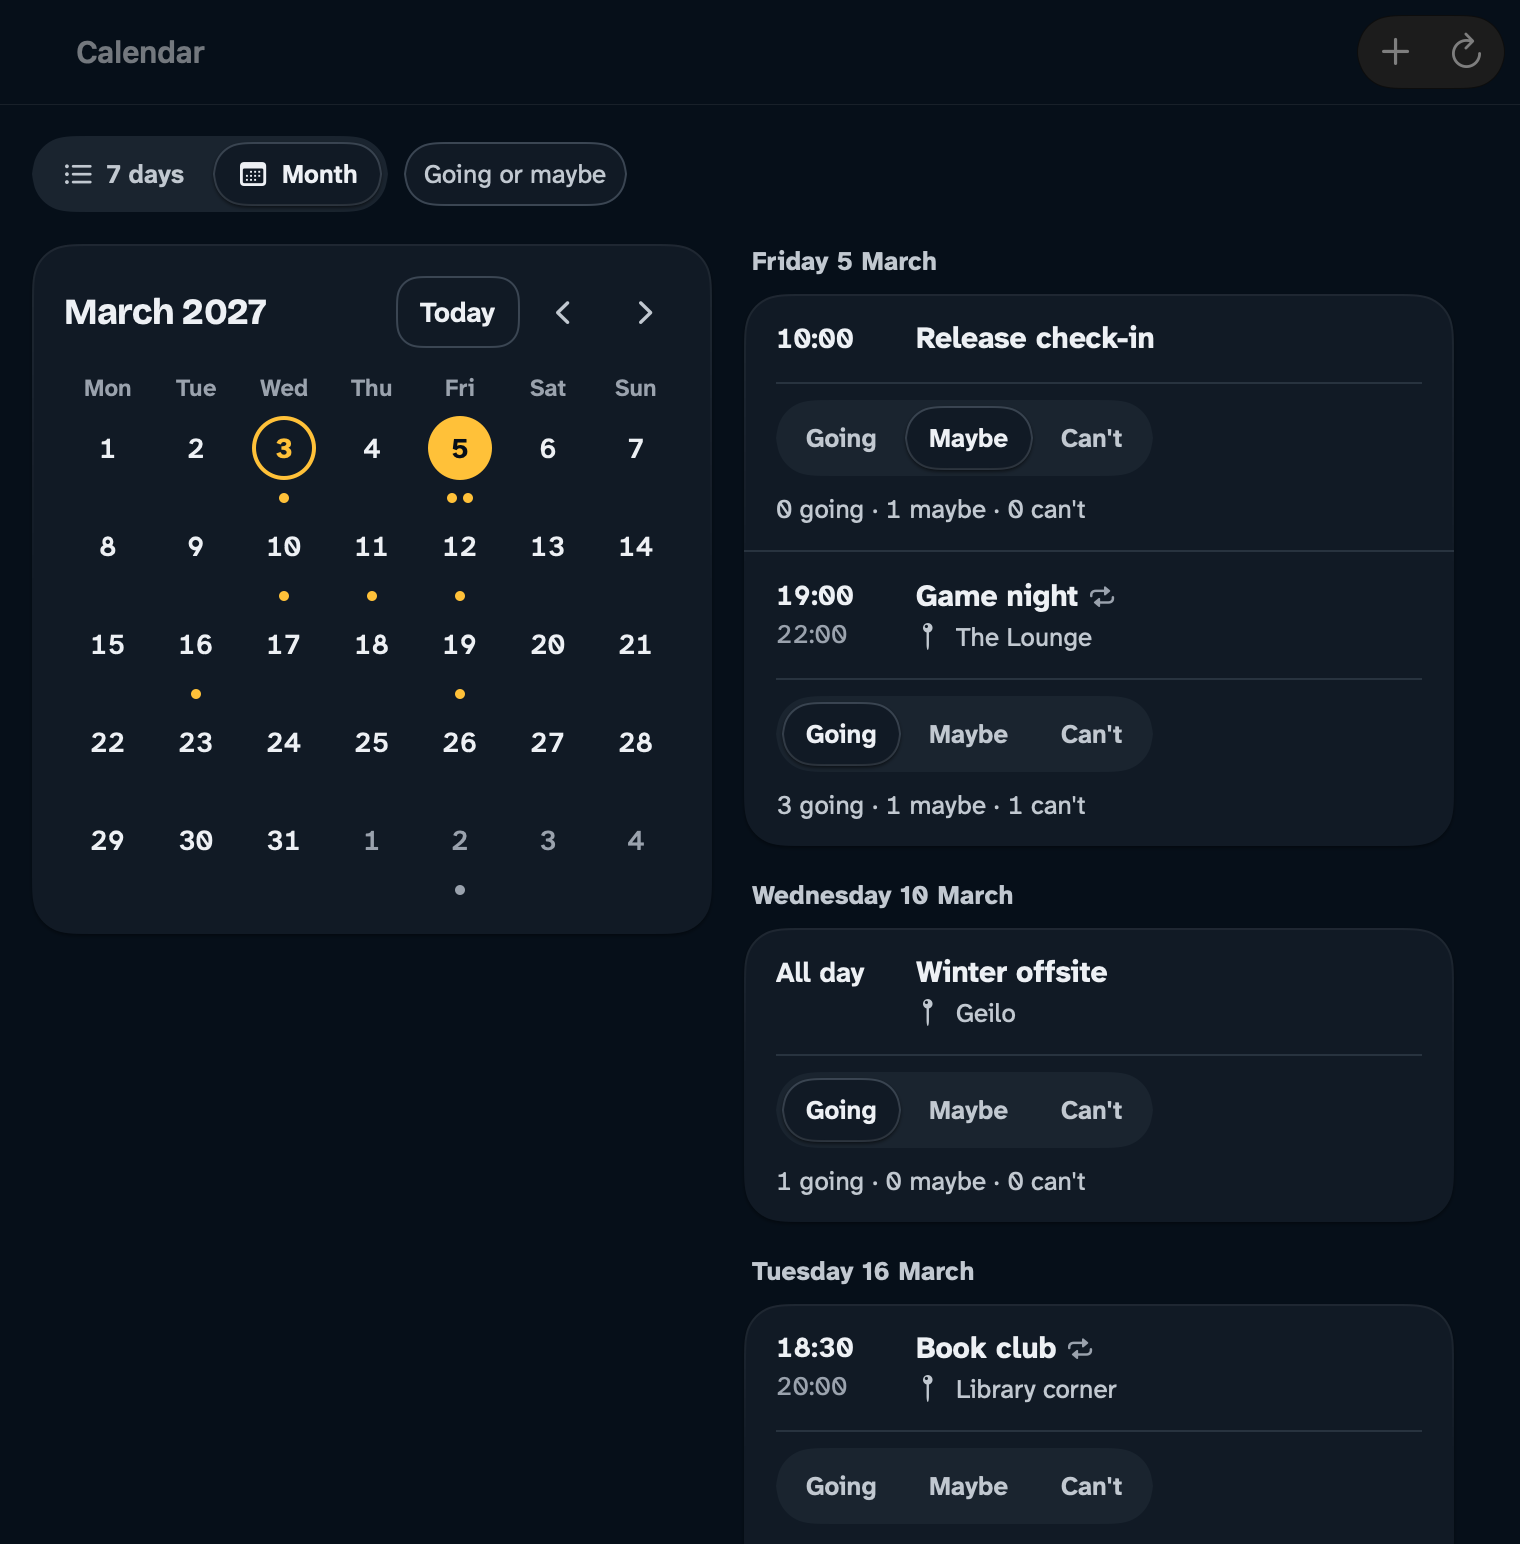 Calendar
7 days
Month
Going or maybe
March 2027
Today
Mon Tue Wed Thu Fri Sat Sun
1 2 3 4 5 6 7
8 9 10 11 12 13 14
15 16 17 18 19 20 21
22 23 24 25 26 27 28
29 30 31 1 2 3 4
Friday 5 March
10:00 Release check-in
Going Maybe Can't
0 going · 1 maybe · 0 can't
19:00 Game night
22:00 The Lounge
Going Maybe Can't
3 going · 1 maybe · 1 can't
Wednesday 10 March
All day Winter offsite
Geilo
Going Maybe Can't
1 going · 0 maybe · 0 can't
Tuesday 16 March
18:30 Book club
20:00 Library corner
Going Maybe Can't